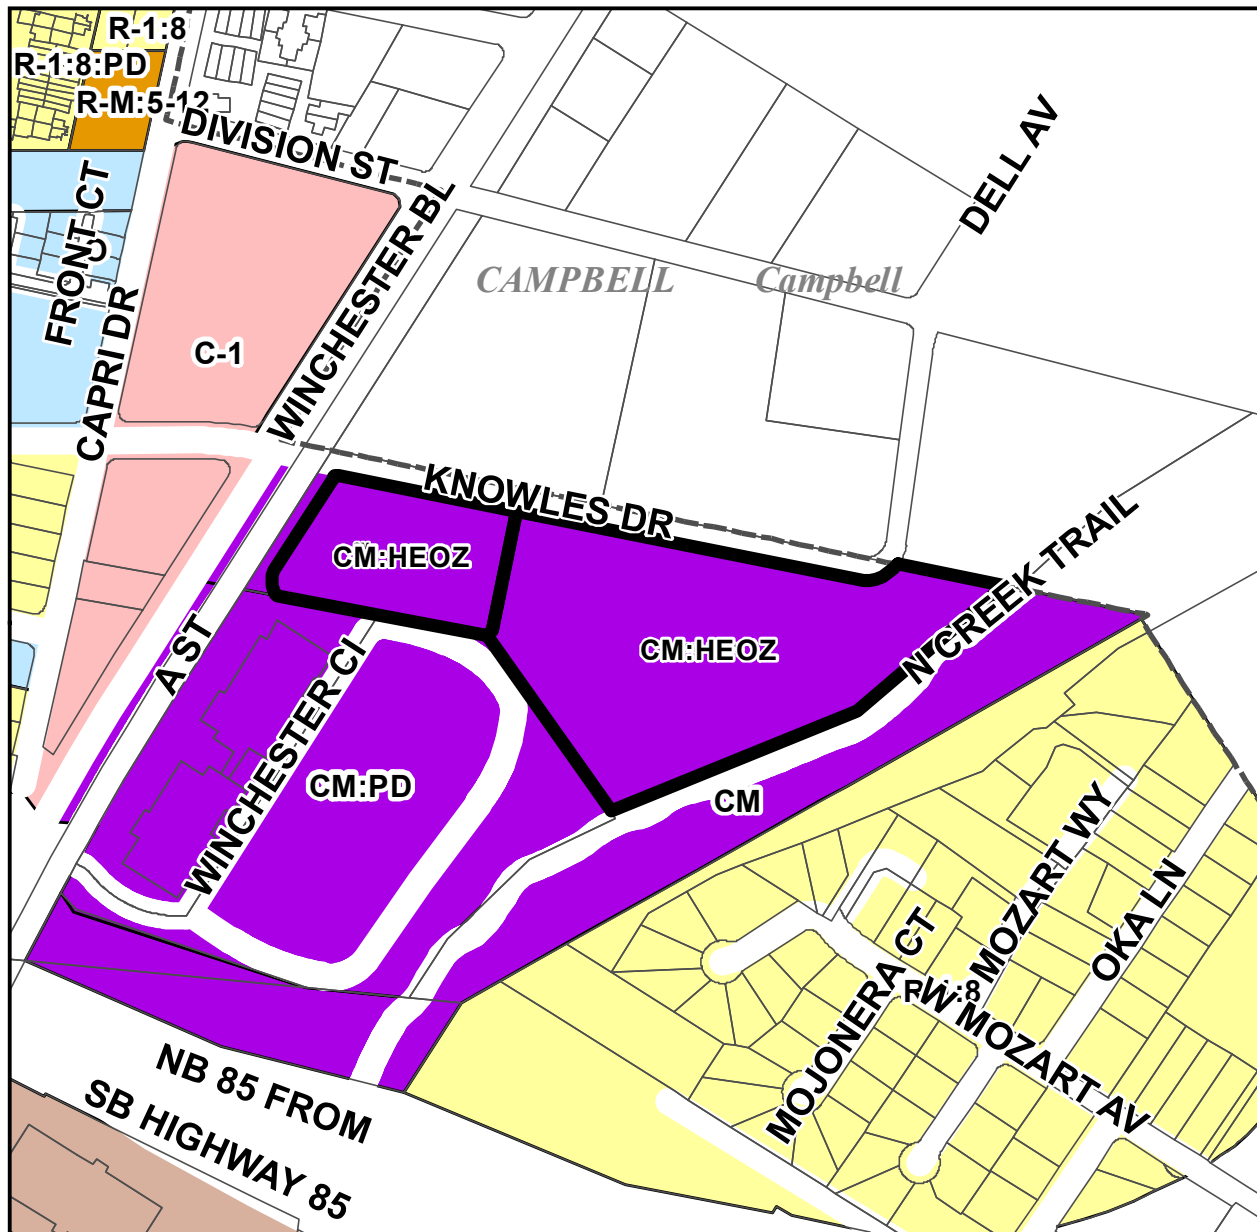 R-1:8
R-1:8:PD
R-M:5-12
DIVISION ST
DELL AV
FRONT CT
WINCHESTER BL
CAMPBELL
Campbell
CAPRI DR
C-1
KNOWLES DR
CM:HEOZ
CM:HEOZ
N CREEK TRAIL
A ST
WINCHESTER CI
CM:PD
CM
MOZART WY
OKA LN
MOJONERA CT
R-1:8
W MOZART AV
NB 85 FROM
SB HIGHWAY 85